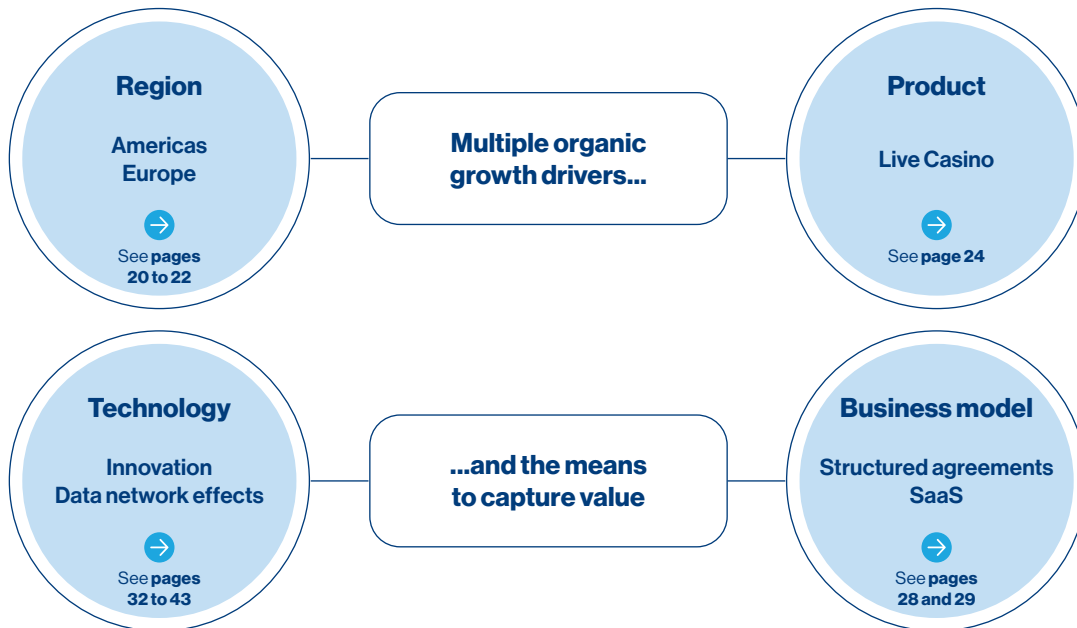 Region
Americas
Europe
See pages
20 to 22
Multiple organic
growth drivers...
Product
Live Casino
See page 24
Technology
Innovation
Data network effects
See pages
32 to 43
...and the means
to capture value
Business model
Structured agreements
SaaS
See pages
28 and 29